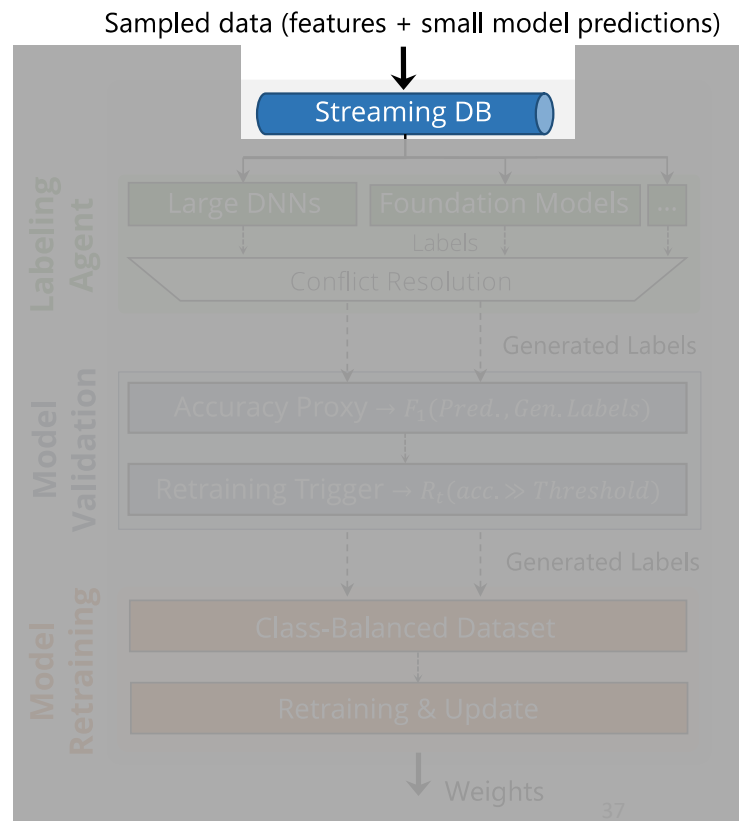 Sampled data (features + small model predictions)
Streaming DB
Labeling
Agent
Large DNNs
Foundation Models
...
Labels
Conflict Resolution
Generated Labels
Model
Validation
Accuracy Proxy → F₁(Pred., Gen. Labels)
Retraining Trigger → Rₜ(acc. ≫ Threshold)
Generated Labels
Model
Retraining
Class-Balanced Dataset
Retraining & Update
Weights
37